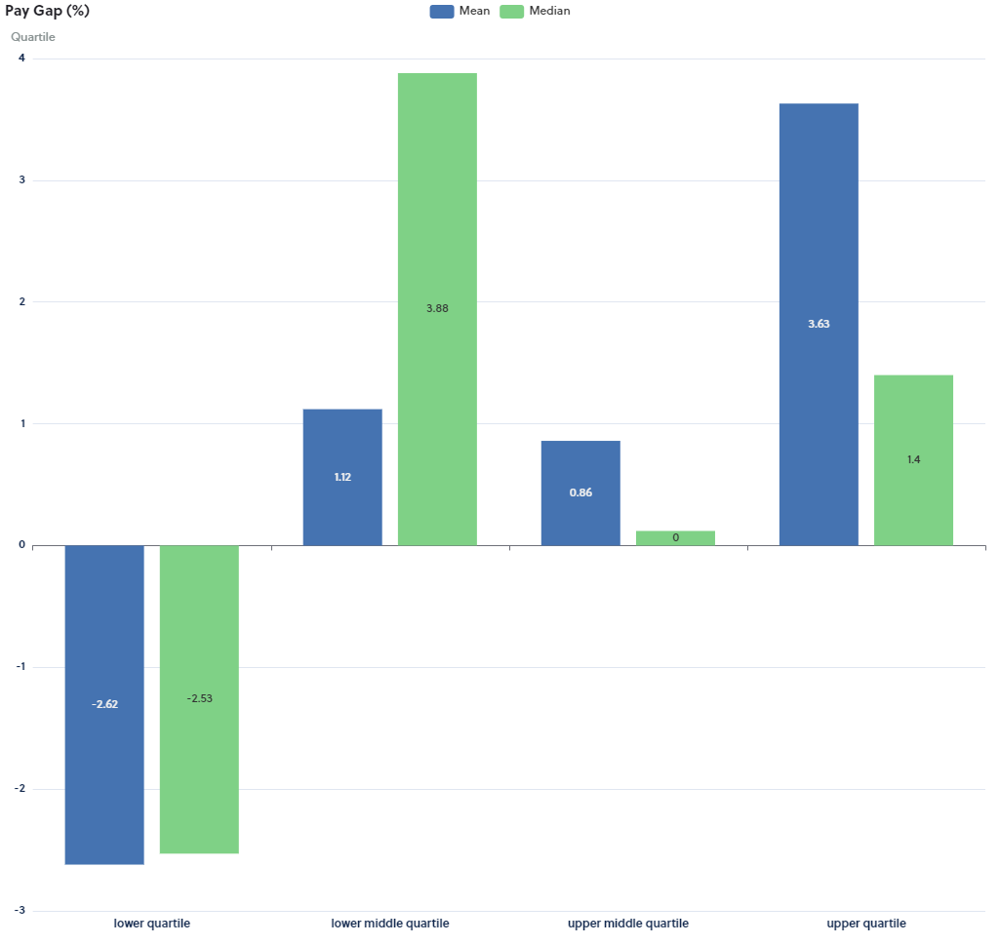 Pay Gap (%)
Mean Median
Quartile
4
3
2
1
0
-1
-2
-3
-2.62
-2.53
1.12
3.88
0.86
0
3.63
1.4
lower quartile
lower middle quartile
upper middle quartile
upper quartile